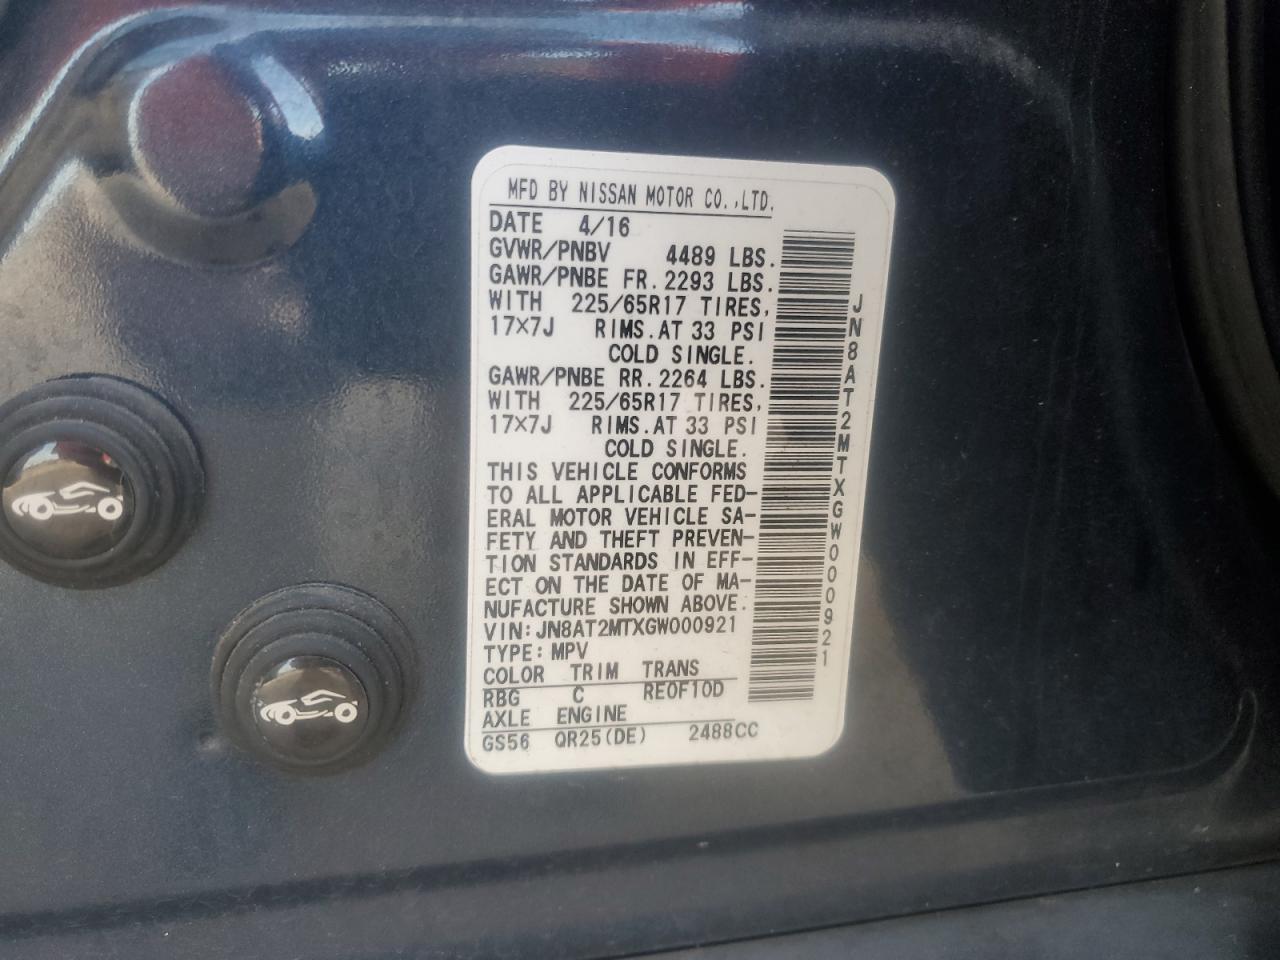 MFD BY NISSAN MOTOR CO.,LTD.
DATE 4/16
GVWR/PNBV 4489 LBS.
GAWR/PNBE FR. 2293 LBS.
WITH 225/65R17 TIRES,
17×7J RIMS.AT 33 PSI
COLD SINGLE.
GAWR/PNBE RR. 2264 LBS.
WITH 225/65R17 TIRES,
17×7J RIMS.AT 33 PSI
COLD SINGLE.
THIS VEHICLE CONFORMS
TO ALL APPLICABLE FED-
ERAL MOTOR VEHICLE SA-
FETY AND THEFT PREVEN-
TION STANDARDS IN EFF-
ECT ON THE DATE OF MA-
NUFACTURE SHOWN ABOVE.
VIN:JN8AT2MTXGW000921
TYPE:MPV
COLOR TRIM TRANS
RBG C RE0F10D
AXLE ENGINE
GS56 QR25(DE) 2488CC
JN8AT2MTXGW000921